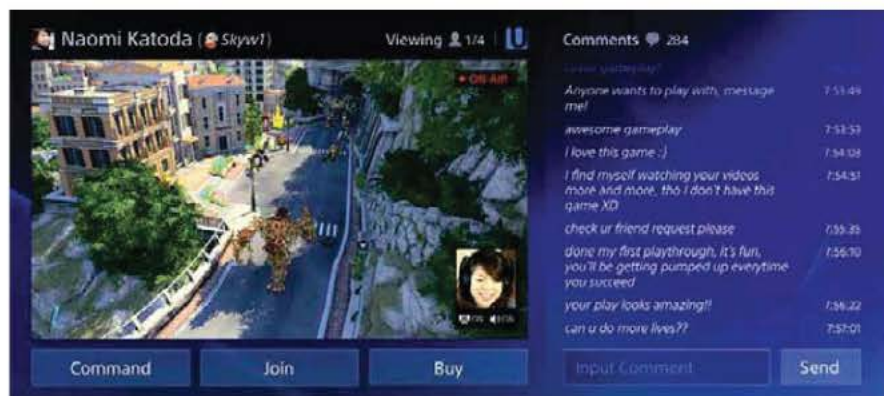 Naomi Katoda (Skyw1)
Viewing 1/4
ON AIR
Command
Join
Buy
Comments 284
Anyone wants to play with, message
me!
7:53:49
awesome gameplay
7:53:53
i love this game :)
7:54:03
I find myself watching your videos
more and more, tho i don't have this
game XD
7:54:51
check ur friend request please
7:55:35
done my first playthrough, it's fun,
you'll be getting pumped up everytime
you succeed
7:56:10
your play looks amazing!!
7:56:22
can u do more lives??
7:57:01
Input Comment
Send